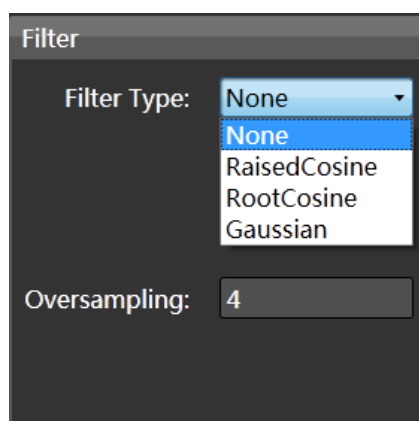 Filter
Filter Type: None
None
RaisedCosine
RootCosine
Gaussian
Oversampling: 4